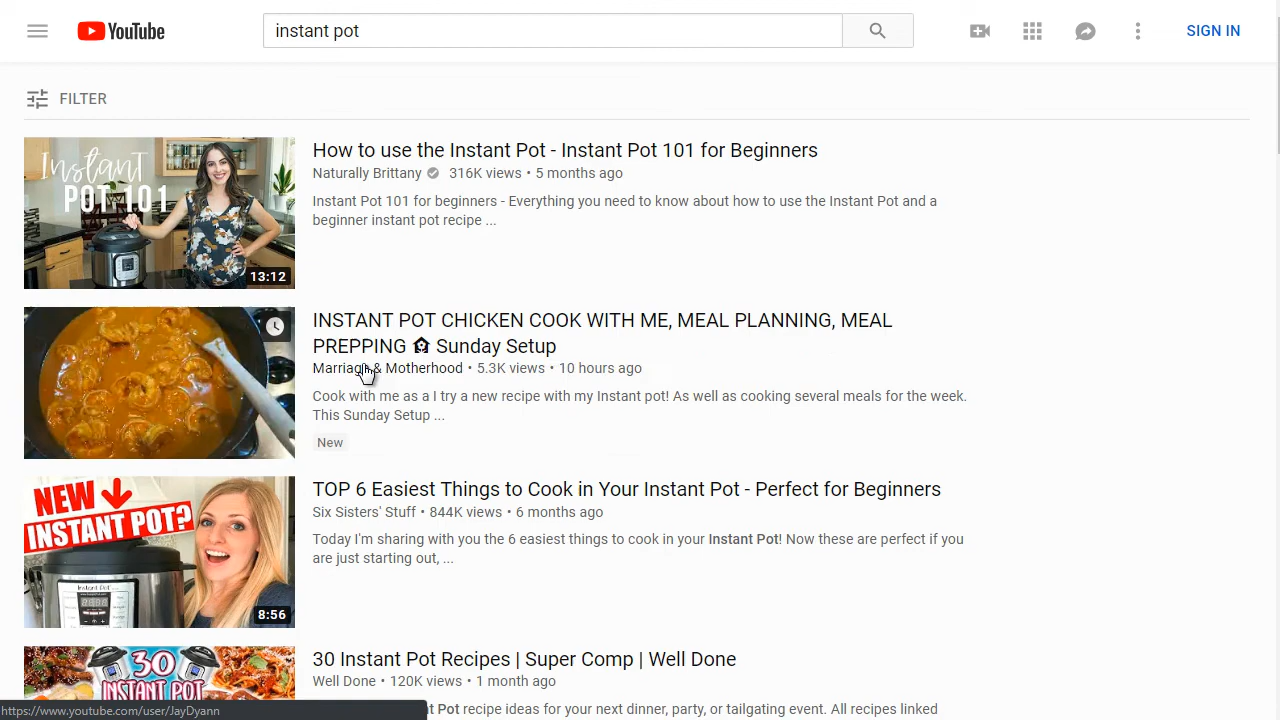 YouTube
instant pot
SIGN IN
FILTER
Instant
POT 101
13:12
How to use the Instant Pot - Instant Pot 101 for Beginners
Naturally Brittany 316K views • 5 months ago
Instant Pot 101 for beginners - Everything you need to know about how to use the Instant Pot and a
beginner instant pot recipe ...
INSTANT POT CHICKEN COOK WITH ME, MEAL PLANNING, MEAL
PREPPING 🏠 Sunday Setup
Marriage & Motherhood • 5.3K views • 10 hours ago
Cook with me as a I try a new recipe with my Instant pot! As well as cooking several meals for the week.
This Sunday Setup ...
New
NEW
INSTANT POT?
8:56
TOP 6 Easiest Things to Cook in Your Instant Pot - Perfect for Beginners
Six Sisters' Stuff • 844K views • 6 months ago
Today I'm sharing with you the 6 easiest things to cook in your Instant Pot! Now these are perfect if you
are just starting out, ...
30
INSTANT POT
30 Instant Pot Recipes | Super Comp | Well Done
Well Done • 120K views • 1 month ago
t Pot recipe ideas for your next dinner, party, or tailgating event. All recipes linked
https://www.youtube.com/user/JayDyann